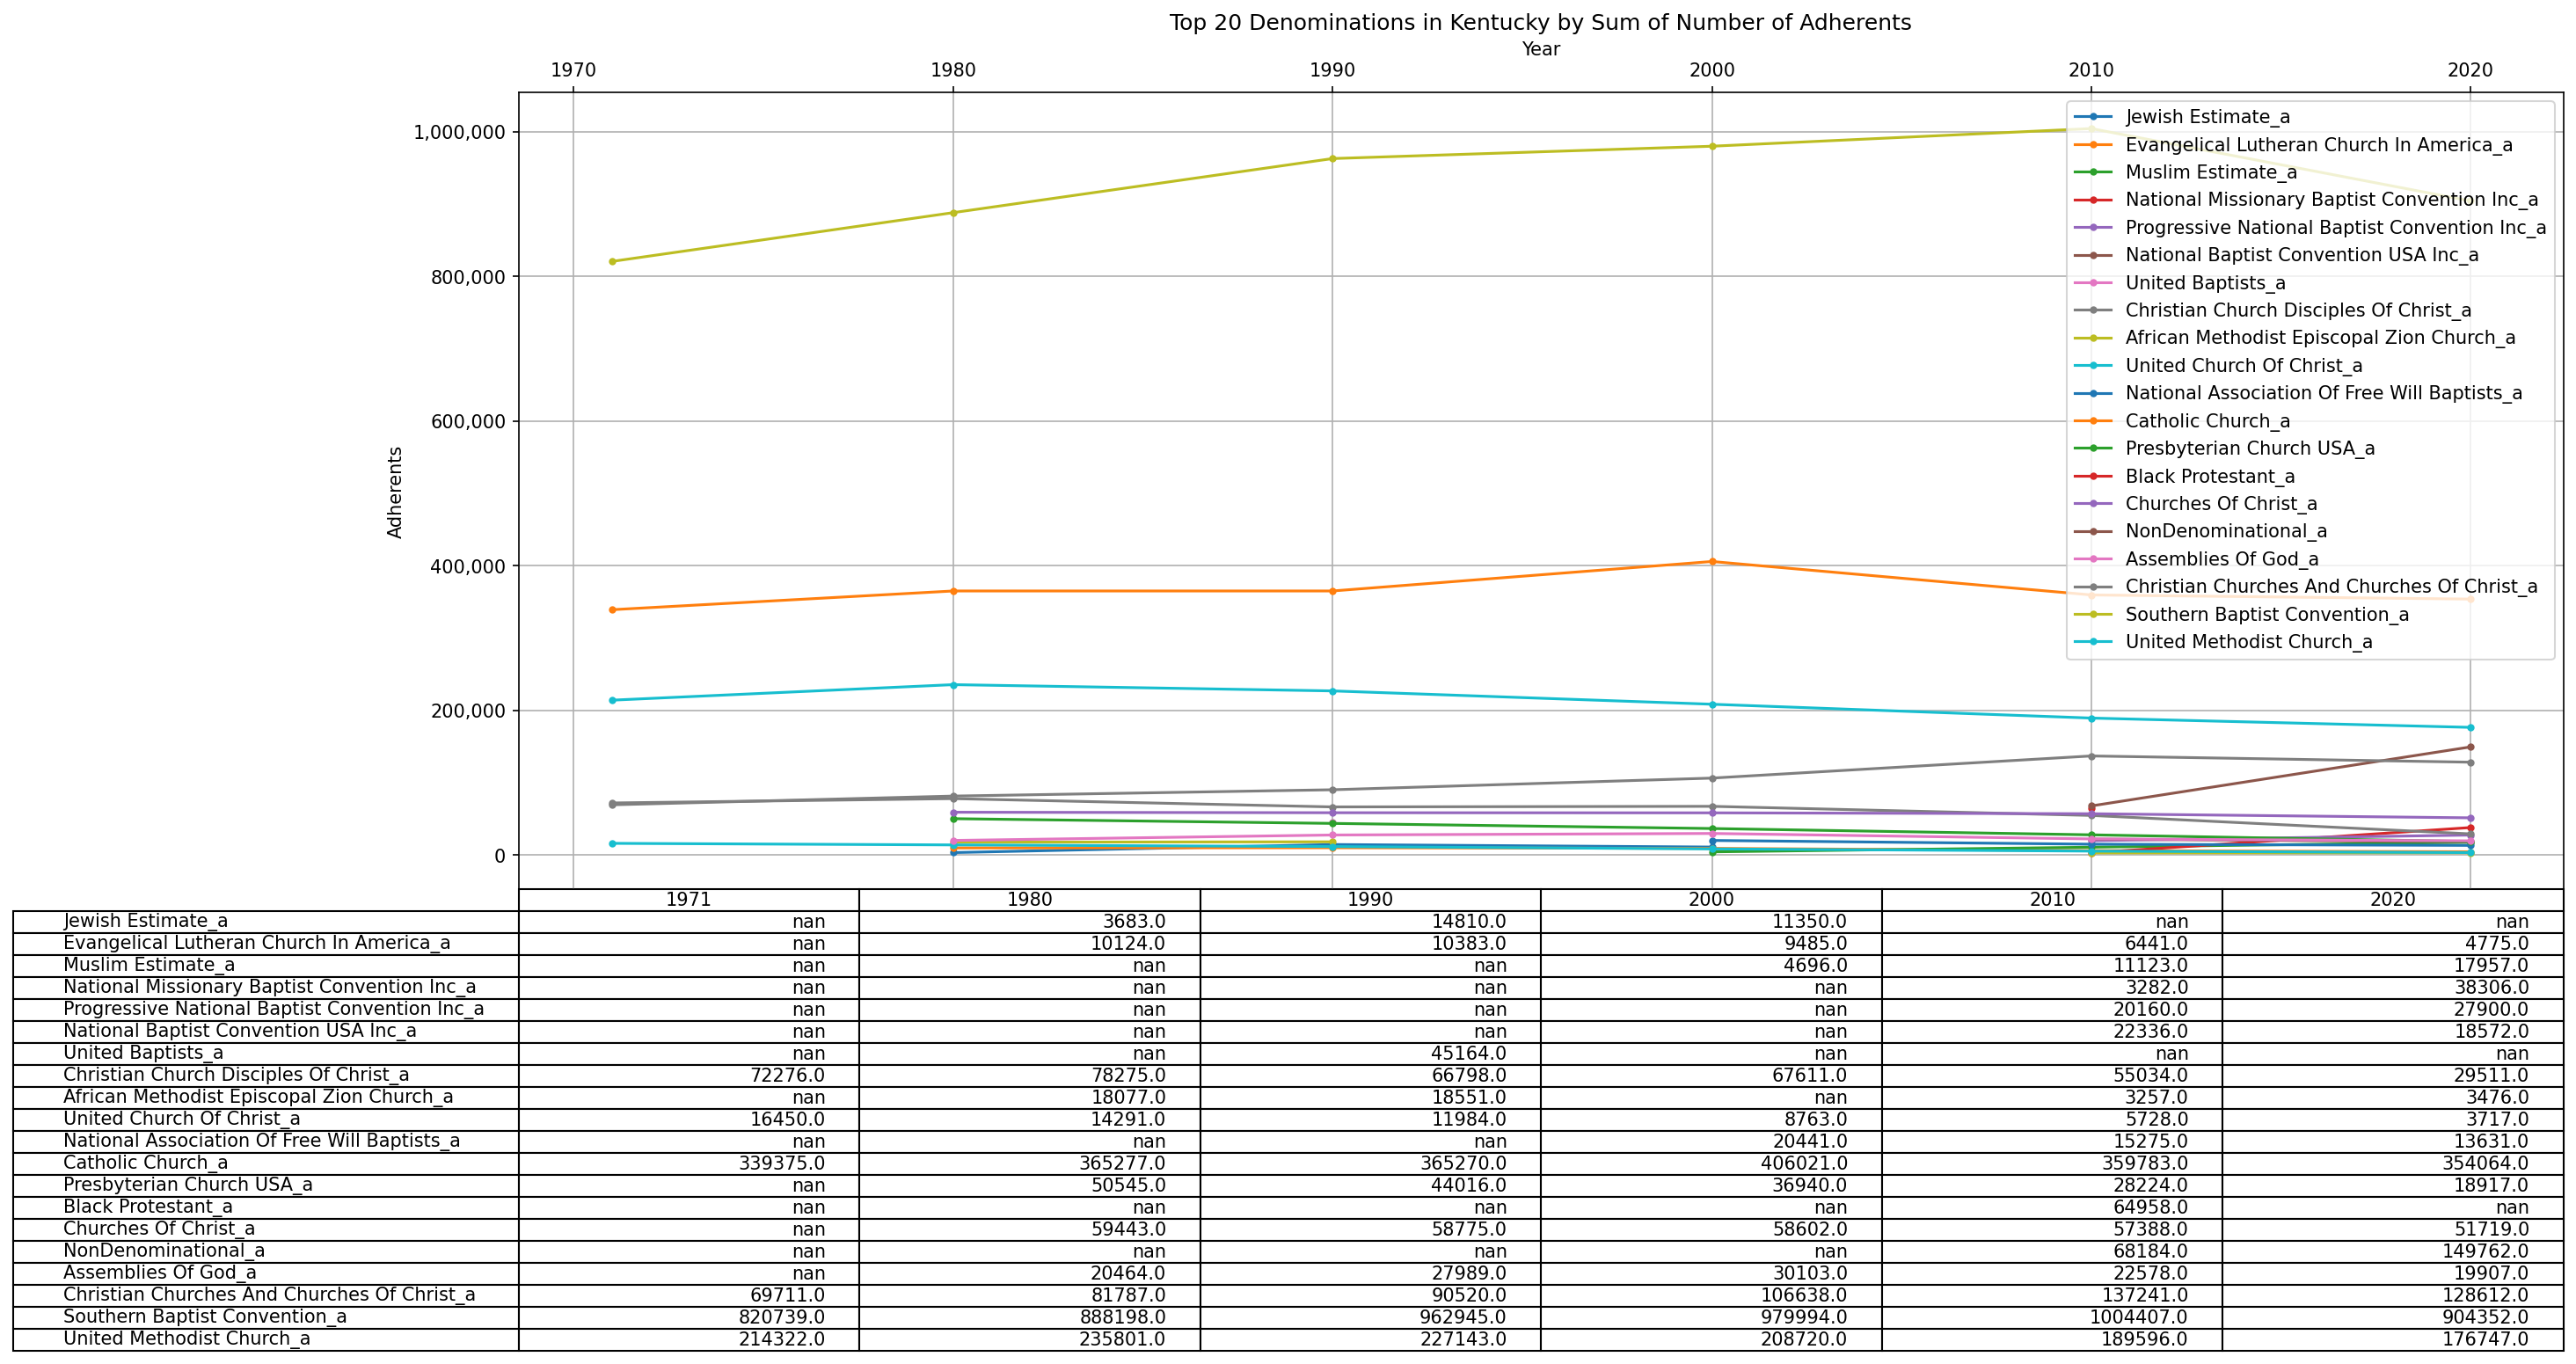 Top 20 Denominations in Kentucky by Sum of Number of Adherents
Year
1970 1980 1990 2000 2010 2020
1,000,000
800,000
600,000
400,000
200,000
0
Adherents
Jewish Estimate_a
Evangelical Lutheran Church In America_a
Muslim Estimate_a
National Missionary Baptist Convention Inc_a
Progressive National Baptist Convention Inc_a
National Baptist Convention USA Inc_a
United Baptists_a
Christian Church Disciples Of Christ_a
African Methodist Episcopal Zion Church_a
United Church Of Christ_a
National Association Of Free Will Baptists_a
Catholic Church_a
Presbyterian Church USA_a
Black Protestant_a
Churches Of Christ_a
NonDenominational_a
Assemblies Of God_a
Christian Churches And Churches Of Christ_a
Southern Baptist Convention_a
United Methodist Church_a
1971 1980 1990 2000 2010 2020
Jewish Estimate_a nan 3683.0 14810.0 11350.0 nan nan
Evangelical Lutheran Church In America_a nan 10124.0 10383.0 9485.0 6441.0 4775.0
Muslim Estimate_a nan nan nan 4696.0 11123.0 17957.0
National Missionary Baptist Convention Inc_a nan nan nan nan 3282.0 38306.0
Progressive National Baptist Convention Inc_a nan nan nan nan 20160.0 27900.0
National Baptist Convention USA Inc_a nan nan nan nan 22336.0 18572.0
United Baptists_a nan nan 45164.0 nan nan nan
Christian Church Disciples Of Christ_a 72276.0 78275.0 66798.0 67611.0 55034.0 29511.0
African Methodist Episcopal Zion Church_a nan 18077.0 18551.0 nan 3257.0 3476.0
United Church Of Christ_a 16450.0 14291.0 11984.0 8763.0 5728.0 3717.0
National Association Of Free Will Baptists_a nan nan nan 20441.0 15275.0 13631.0
Catholic Church_a 339375.0 365277.0 365270.0 406021.0 359783.0 354064.0
Presbyterian Church USA_a nan 50545.0 44016.0 36940.0 28224.0 18917.0
Black Protestant_a nan nan nan nan 64958.0 nan
Churches Of Christ_a nan 59443.0 58775.0 58602.0 57388.0 51719.0
NonDenominational_a nan nan nan nan 68184.0 149762.0
Assemblies Of God_a nan 20464.0 27989.0 30103.0 22578.0 19907.0
Christian Churches And Churches Of Christ_a 69711.0 81787.0 90520.0 106638.0 137241.0 128612.0
Southern Baptist Convention_a 820739.0 888198.0 962945.0 979994.0 1004407.0 904352.0
United Methodist Church_a 214322.0 235801.0 227143.0 208720.0 189596.0 176747.0